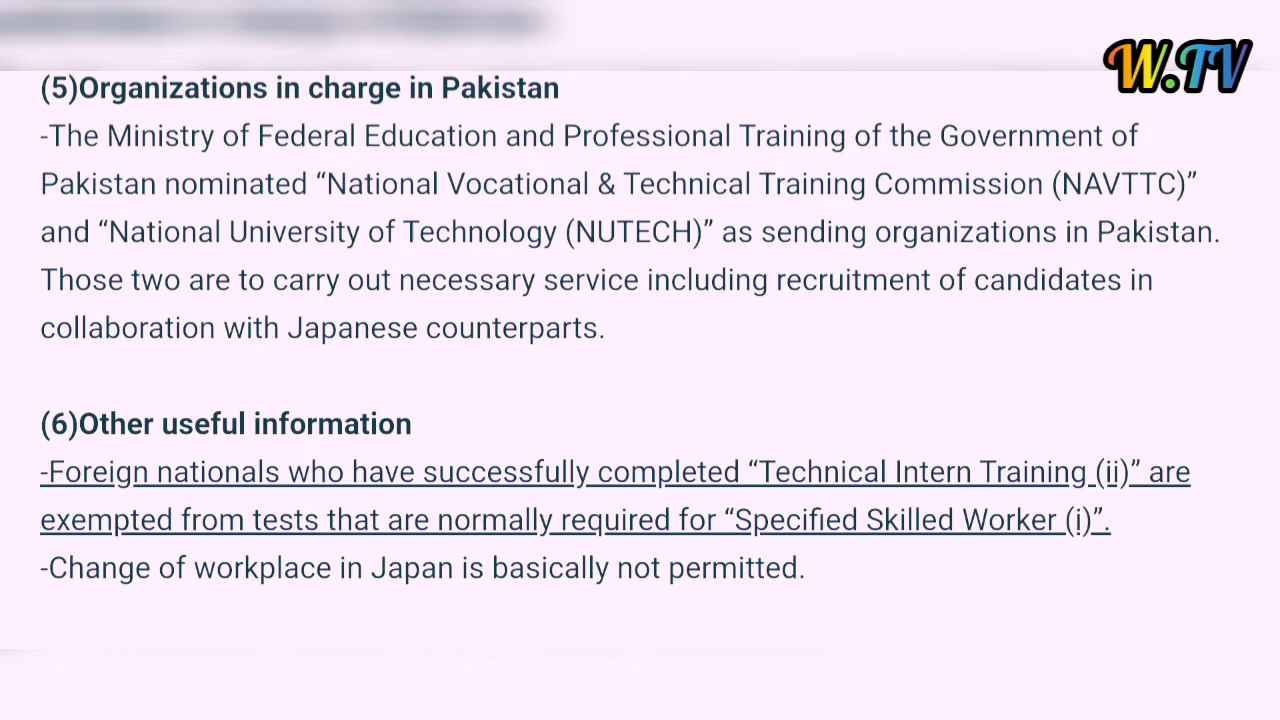 W.TV
(5)Organizations in charge in Pakistan
-The Ministry of Federal Education and Professional Training of the Government of
Pakistan nominated “National Vocational & Technical Training Commission (NAVTTC)”
and “National University of Technology (NUTECH)” as sending organizations in Pakistan.
Those two are to carry out necessary service including recruitment of candidates in
collaboration with Japanese counterparts.
(6)Other useful information
-Foreign nationals who have successfully completed “Technical Intern Training (ii)” are
exempted from tests that are normally required for “Specified Skilled Worker (i)”.
-Change of workplace in Japan is basically not permitted.